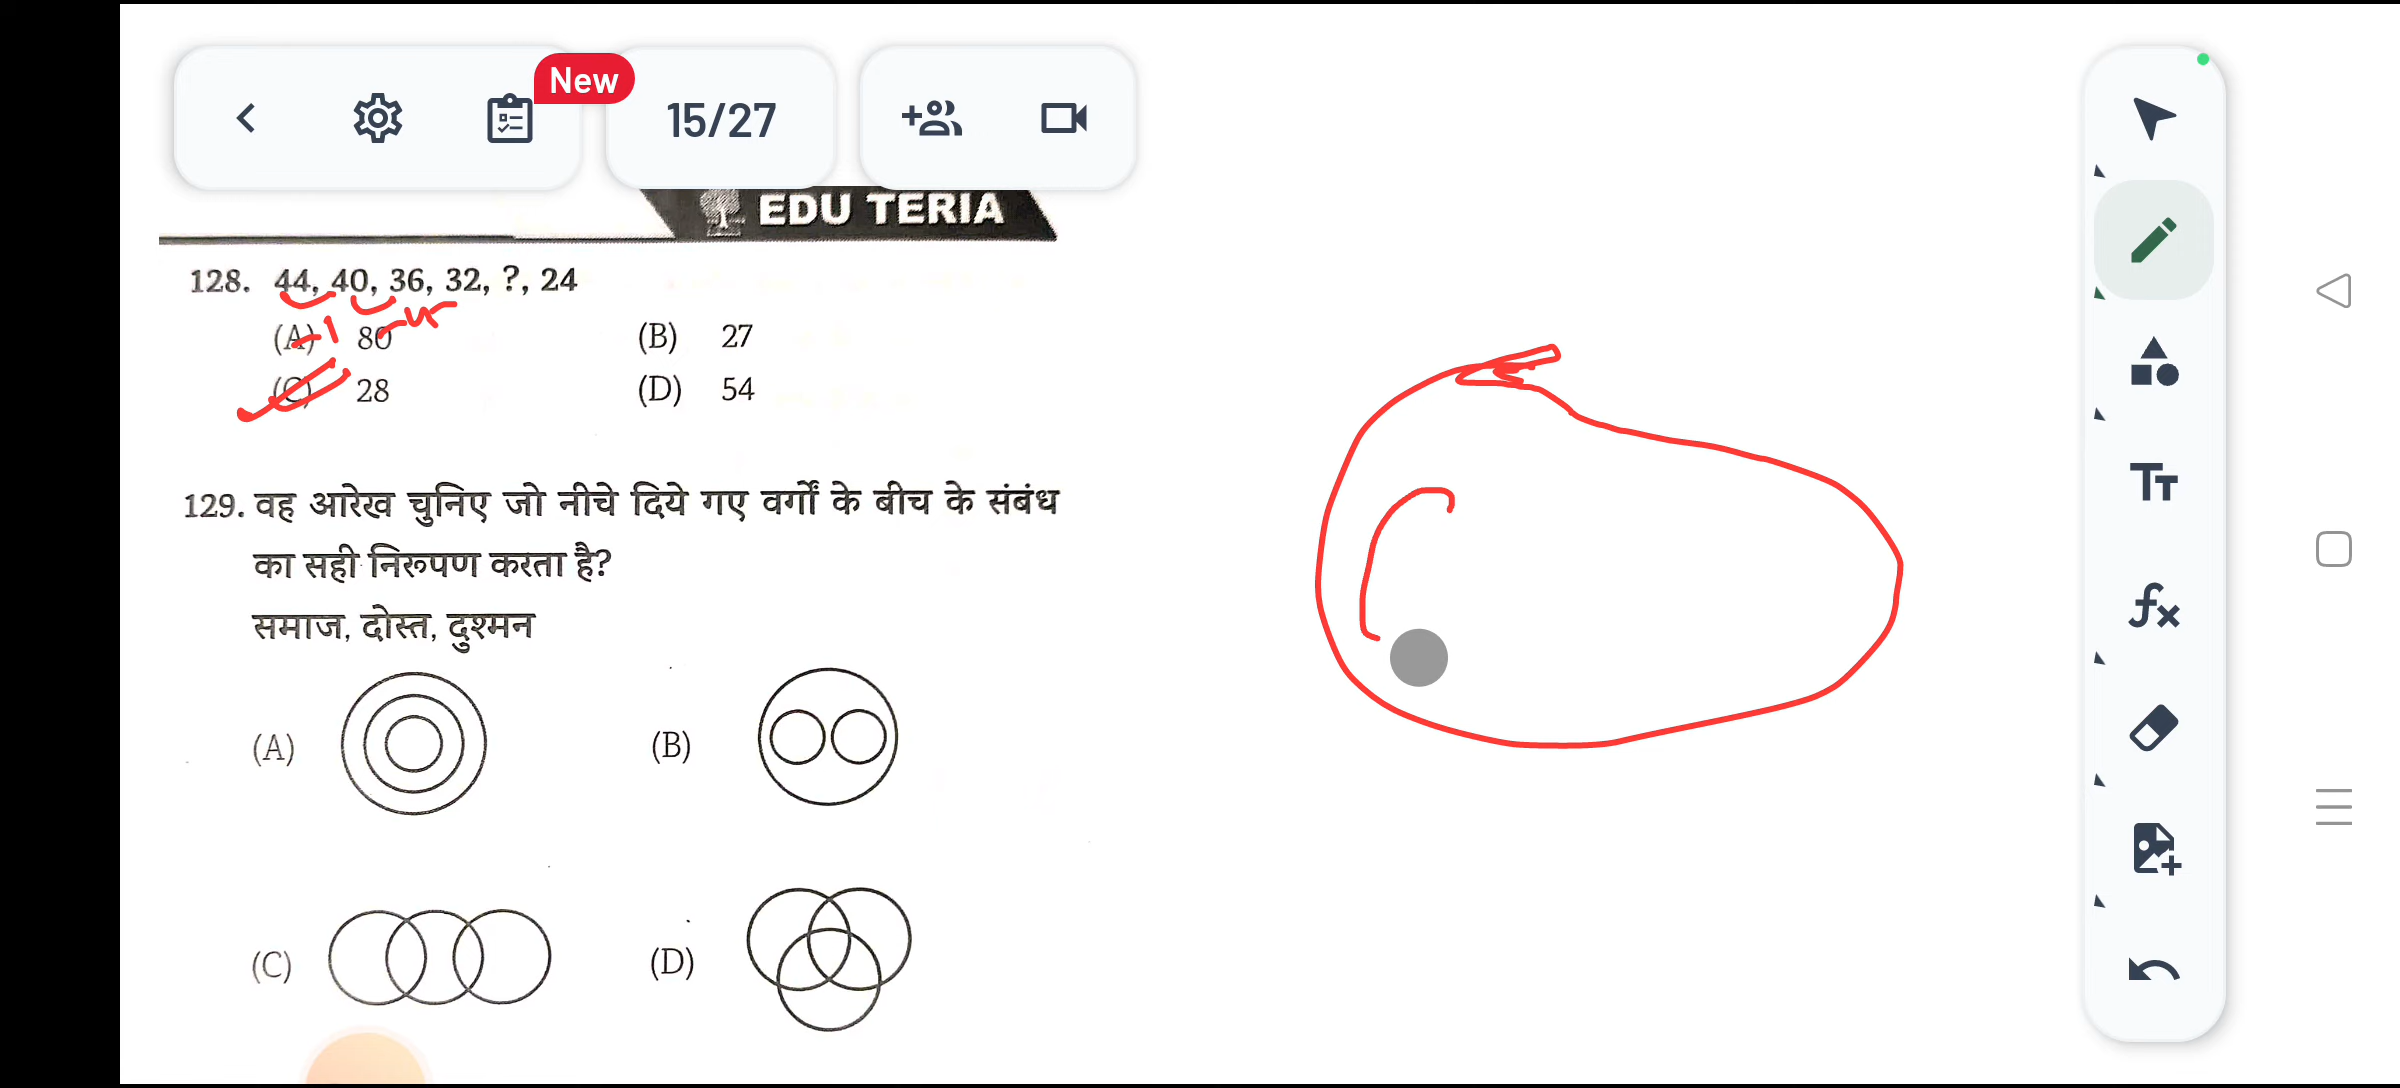 New
15/27
EDU TERIA
128. 44, 40, 36, 32, ?, 24
(A) 80 (B) 27
(C) 28 (D) 54
129. वह आरेख चुनिए जो नीचे दिये गए वर्गों के बीच के संबंध
का सही निरूपण करता है?
समाज, दोस्त, दुश्मन
(A) (B)
(C) (D)